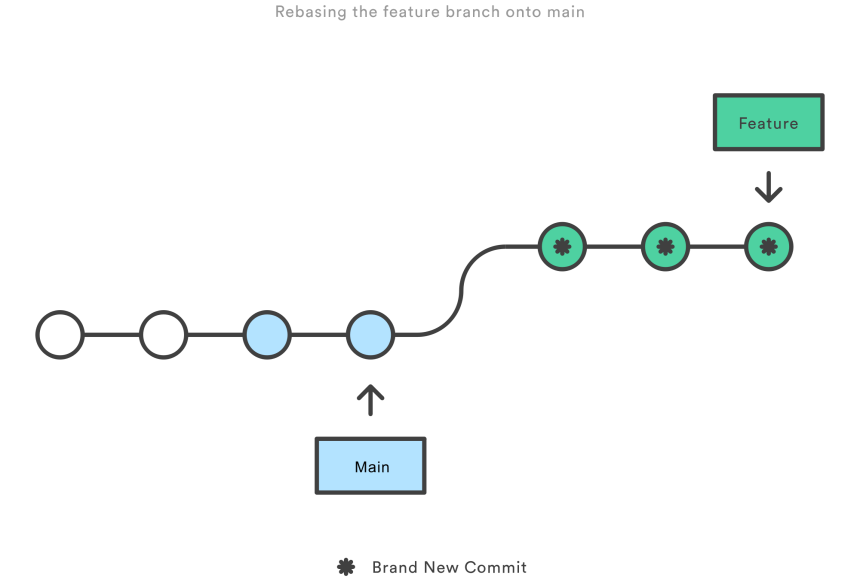 Rebasing the feature branch onto main
Feature
Main
Brand New Commit